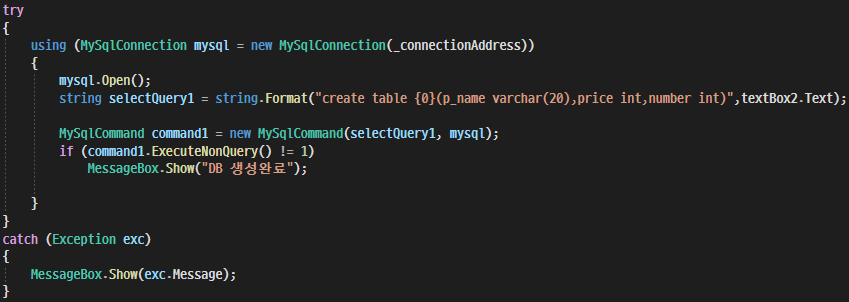 try
{
using (MySqlConnection mysql = new MySqlConnection(_connectionAddress))
{
mysql.Open();
string selectQuery1 = string.Format("create table {0}(p_name varchar(20),price int,number int)",textBox2.Text);
MySqlCommand command1 = new MySqlCommand(selectQuery1, mysql);
if (command1.ExecuteNonQuery() != 1)
MessageBox.Show("DB 생성완료");
}
}
catch (Exception exc)
{
MessageBox.Show(exc.Message);
}